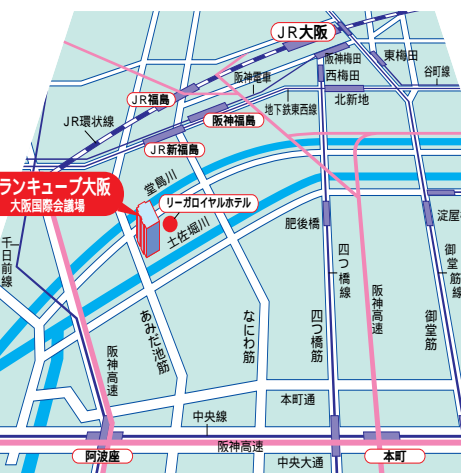 JR大阪
阪神梅田
東梅田
阪神電車
西梅田
谷町線
JR福島
北新地
地下鉄東西線
JR環状線
阪神福島
JR新福島
堂島川
ランキューブ大阪
大阪国際会議場
リーガロイヤルホテル
土佐堀川
肥後橋
淀屋
千日前線
四つ橋線
御堂筋線
阪神高速
あみだ池筋
なにわ筋
四つ橋筋
御堂筋
阪神高速
本町通
中央線
阪神高速
阿波座
本町
中央大通